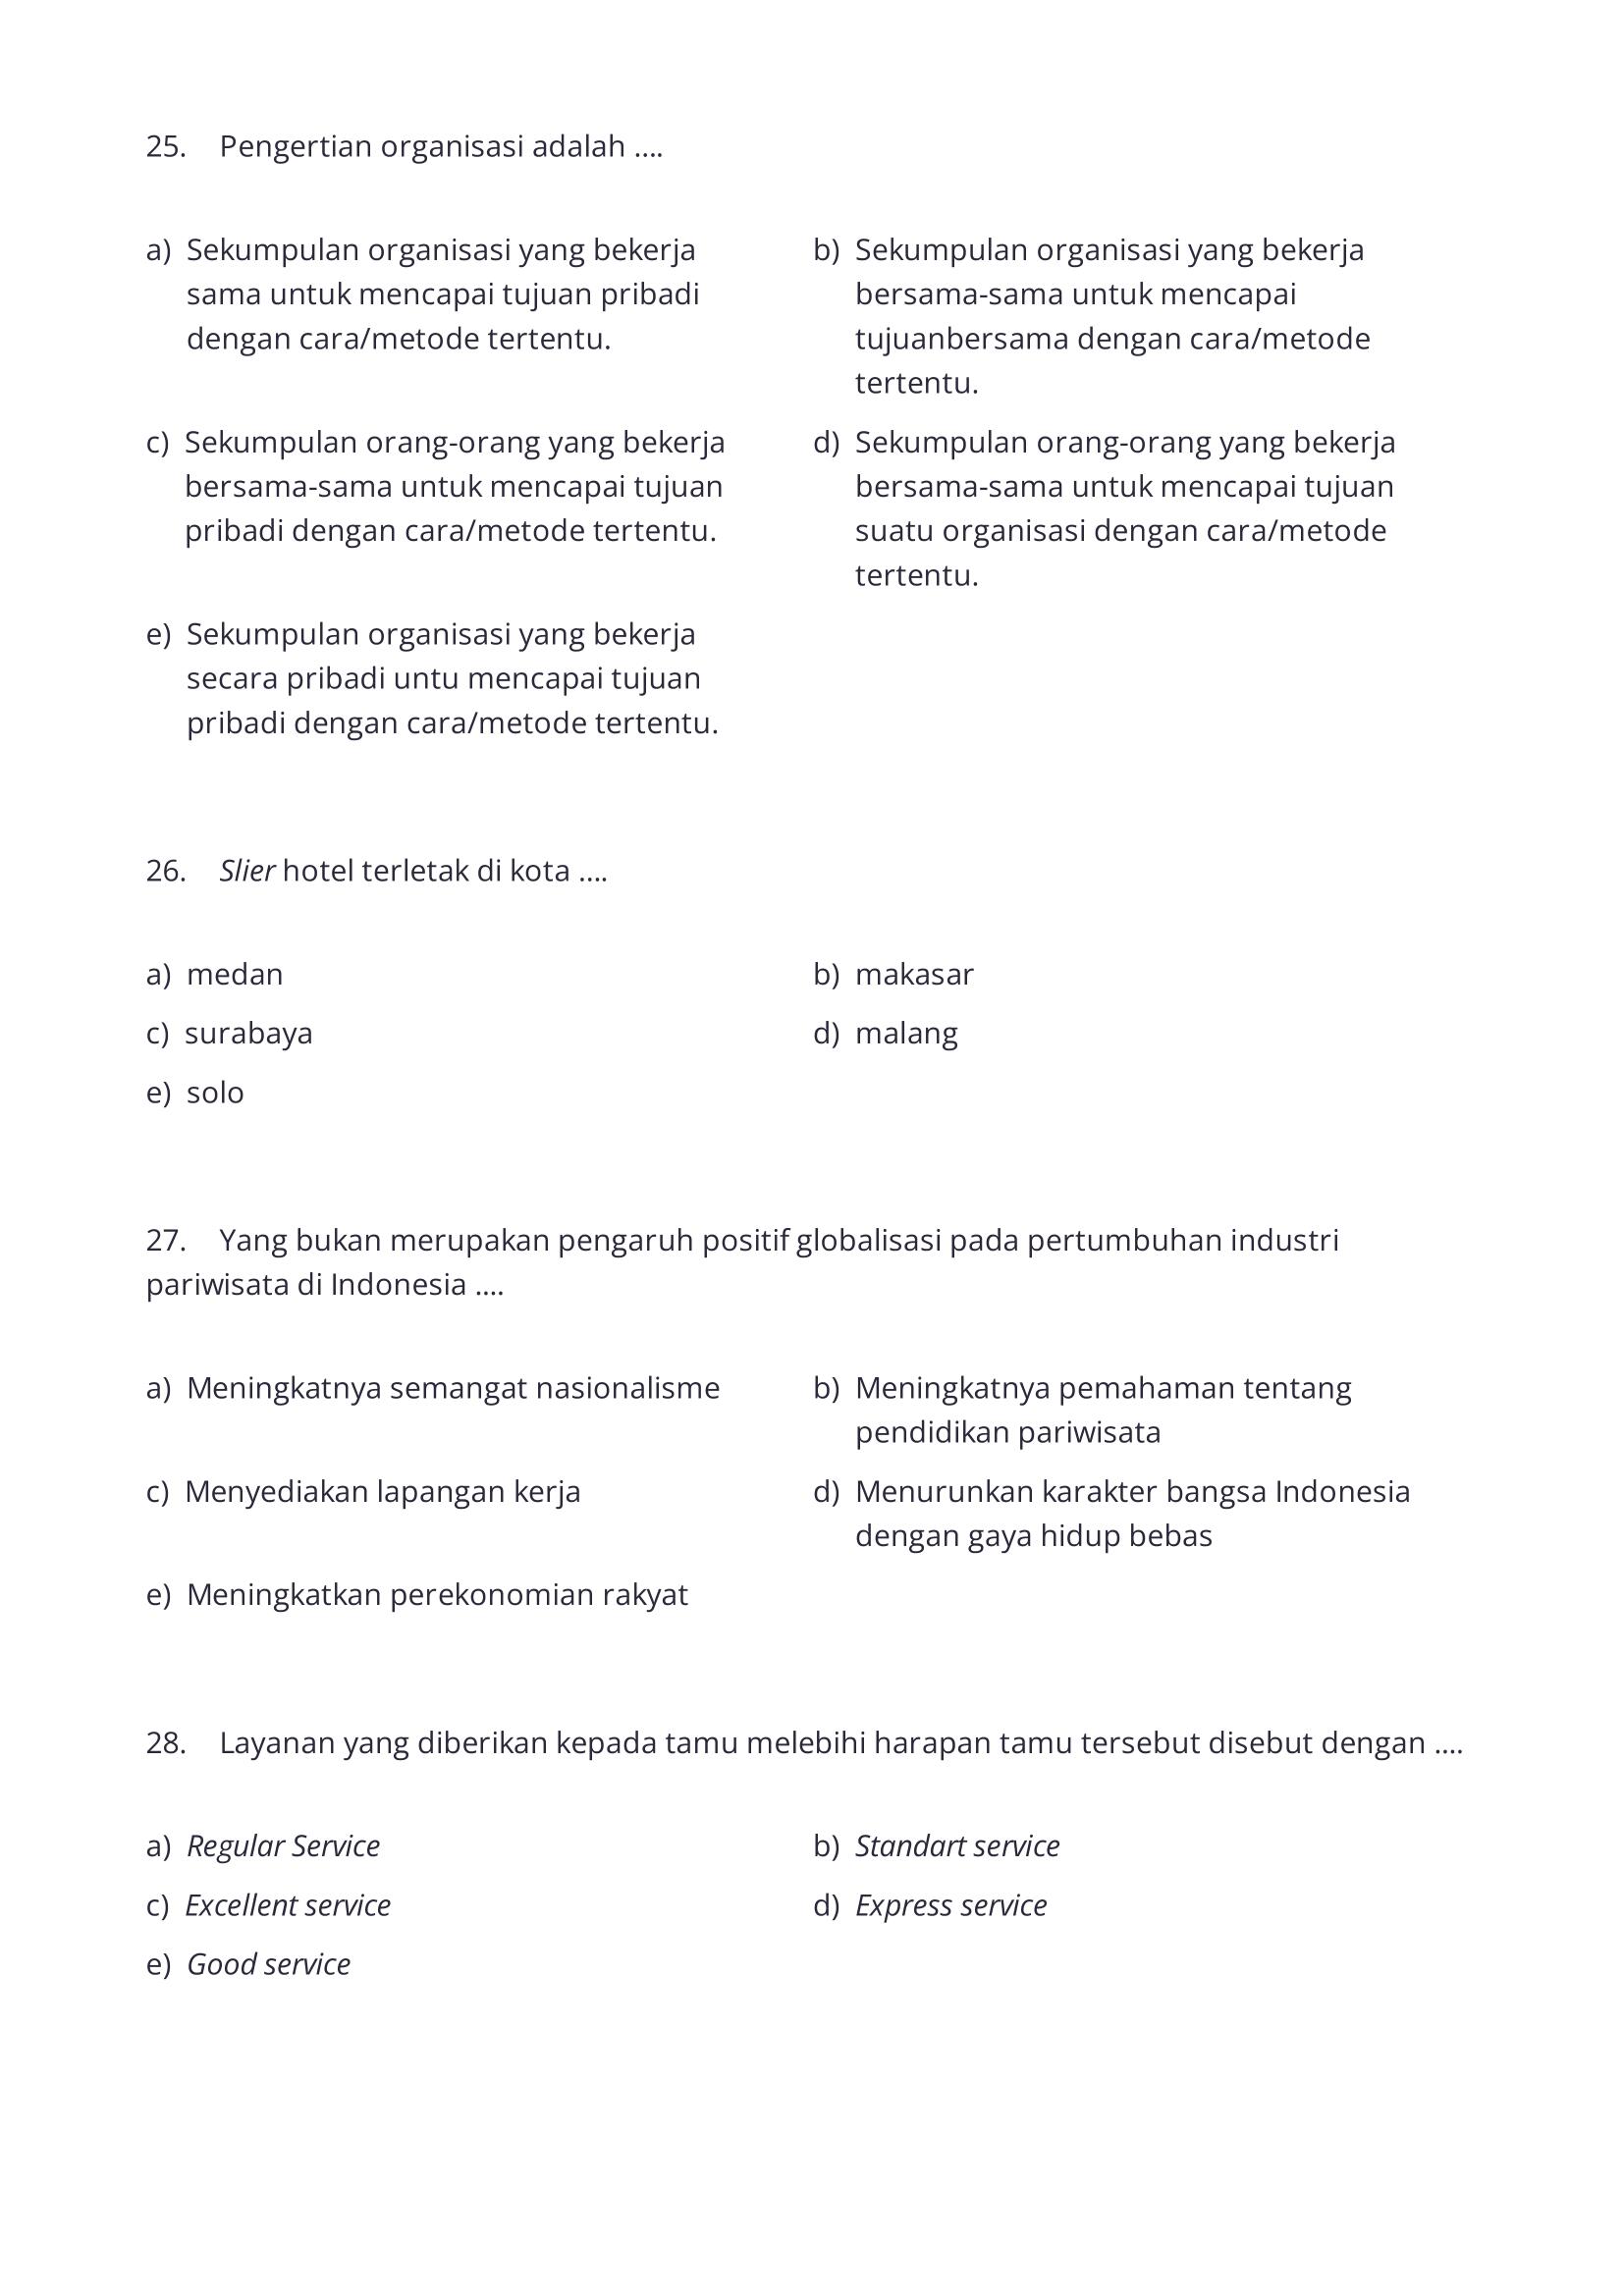 25. Pengertian organisasi adalah ....
a) Sekumpulan organisasi yang bekerja
sama untuk mencapai tujuan pribadi
dengan cara/metode tertentu.
b) Sekumpulan organisasi yang bekerja
bersama-sama untuk mencapai
tujuanbersama dengan cara/metode
tertentu.
c) Sekumpulan orang-orang yang bekerja
bersama-sama untuk mencapai tujuan
pribadi dengan cara/metode tertentu.
d) Sekumpulan orang-orang yang bekerja
bersama-sama untuk mencapai tujuan
suatu organisasi dengan cara/metode
tertentu.
e) Sekumpulan organisasi yang bekerja
secara pribadi untu mencapai tujuan
pribadi dengan cara/metode tertentu.
26. Slier hotel terletak di kota ....
a) medan
b) makasar
c) surabaya
d) malang
e) solo
27. Yang bukan merupakan pengaruh positif globalisasi pada pertumbuhan industri
pariwisata di Indonesia ....
a) Meningkatnya semangat nasionalisme
b) Meningkatnya pemahaman tentang
pendidikan pariwisata
c) Menyediakan lapangan kerja
d) Menurunkan karakter bangsa Indonesia
dengan gaya hidup bebas
e) Meningkatkan perekonomian rakyat
28. Layanan yang diberikan kepada tamu melebihi harapan tamu tersebut disebut dengan ....
a) Regular Service
b) Standart service
c) Excellent service
d) Express service
e) Good service